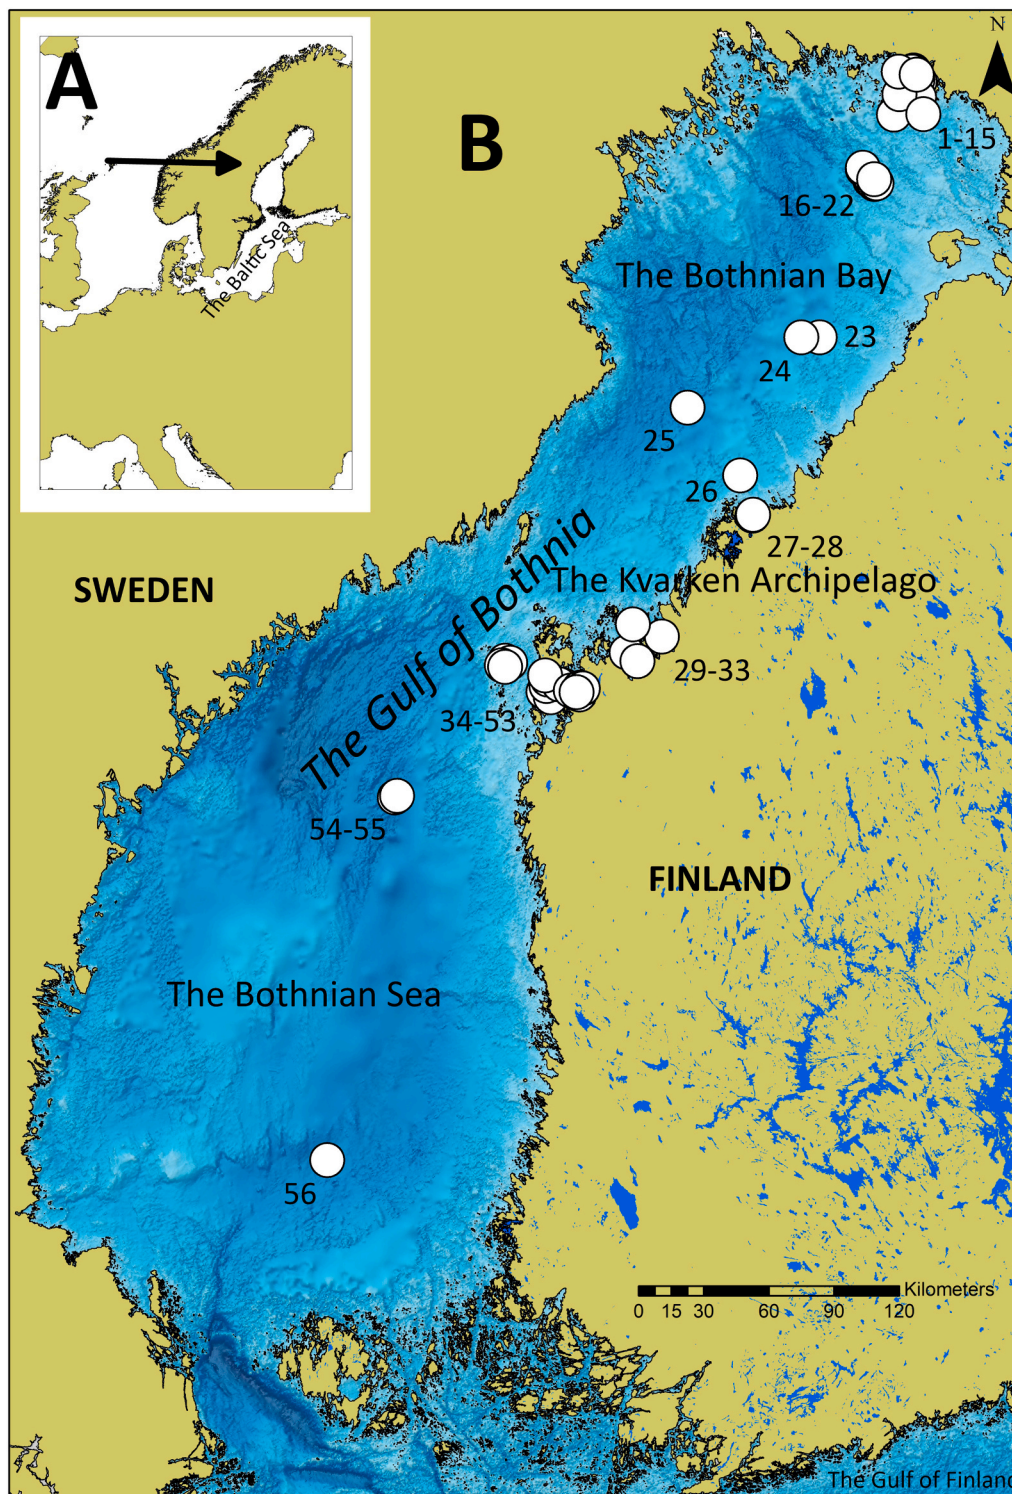 A
The Baltic Sea
B
N
1-15
16-22
The Bothnian Bay
23
24
25
26
27-28
The Kvarken Archipelago
SWEDEN
The Gulf of Bothnia
29-33
34-53
54-55
FINLAND
The Bothnian Sea
56
Kilometers
0 15 30 60 90 120
The Gulf of Finland